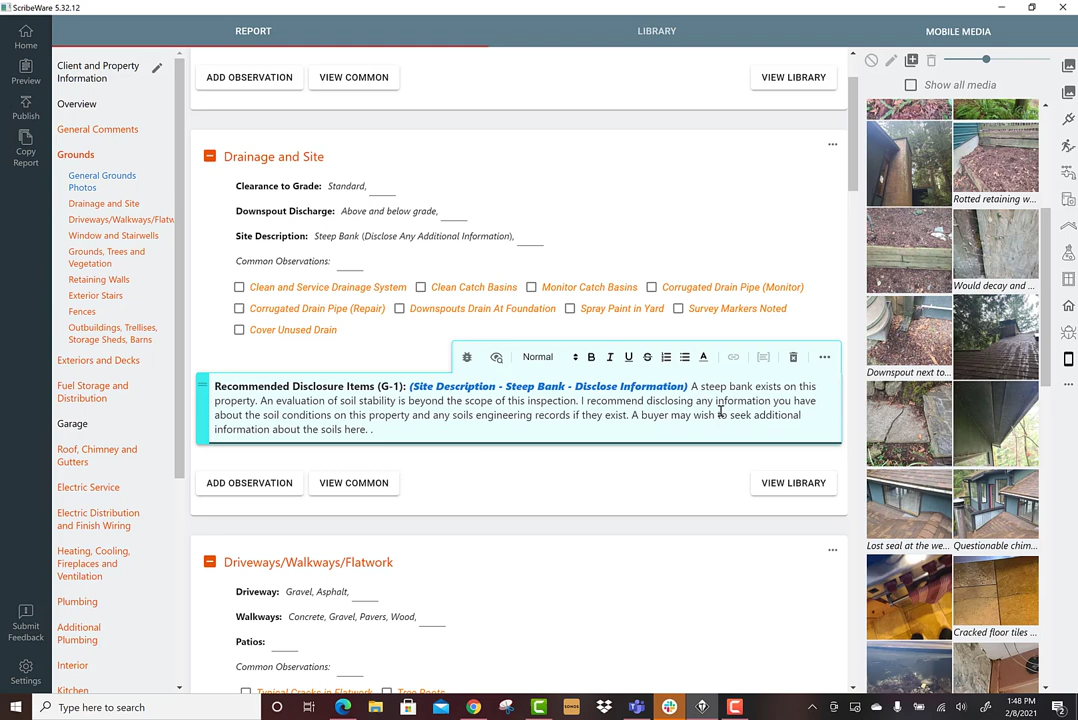 ScribeWare 5.32.12
REPORT
LIBRARY
MOBILE MEDIA
Home
Preview
Publish
Copy
Report
Submit
Feedback
Settings
Client and Property
Information
Overview
General Comments
Grounds
General Grounds
Photos
Drainage and Site
Driveways/Walkways/Flatw
Window and Stairwells
Grounds, Trees and
Vegetation
Retaining Walls
Exterior Stairs
Fences
Outbuildings, Trellises,
Storage Sheds, Barns
Exteriors and Decks
Fuel Storage and
Distribution
Garage
Roof, Chimney and
Gutters
Electric Service
Electric Distribution
and Finish Wiring
Heating, Cooling,
Fireplaces and
Ventilation
Plumbing
Additional
Plumbing
Interior
Kitchen
ADD OBSERVATION
VIEW COMMON
VIEW LIBRARY
Drainage and Site
Clearance to Grade: Standard,
Downspout Discharge: Above and below grade,
Site Description: Steep Bank (Disclose Any Additional Information),
Common Observations:
Clean and Service Drainage System
Clean Catch Basins
Monitor Catch Basins
Corrugated Drain Pipe (Monitor)
Corrugated Drain Pipe (Repair)
Downspouts Drain At Foundation
Spray Paint in Yard
Survey Markers Noted
Cover Unused Drain
Normal
B I U S A
Recommended Disclosure Items (G-1): (Site Description - Steep Bank - Disclose Information) A steep bank exists on this
property. An evaluation of soil stability is beyond the scope of this inspection. I recommend disclosing any information you have
about the soil conditions on this property and any soils engineering records if they exist. A buyer may wish to seek additional
information about the soils here. .
ADD OBSERVATION
VIEW COMMON
VIEW LIBRARY
Driveways/Walkways/Flatwork
Driveway: Gravel, Asphalt,
Walkways: Concrete, Gravel, Pavers, Wood,
Patios:
Common Observations:
Typical Cracks in Flatwork
Tree Roots
Show all media
Rotted retaining w...
Would decay and ...
Downspout next to...
Lost seal at the we...
Questionable chim...
Cracked floor tiles ...
Type here to search
1:48 PM
2/8/2021